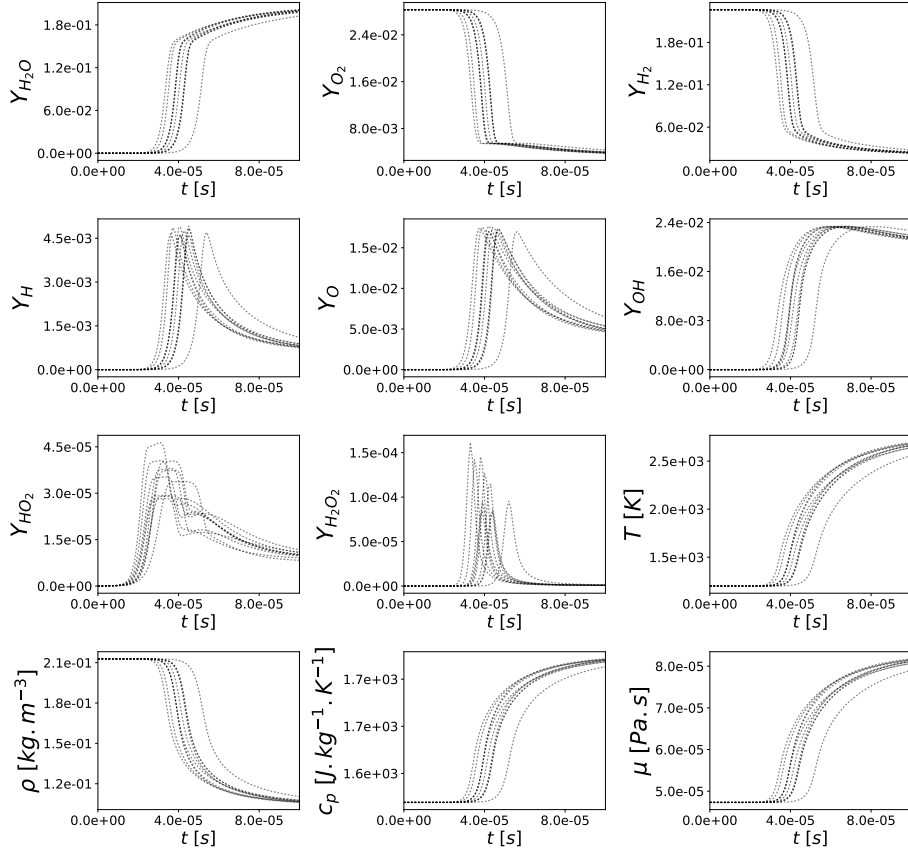 1.8e-01
1.2e-01
6.0e-02
0.0e+00
Y_{H_2O}
0.0e+00 4.0e-05 8.0e-05
t [s]
2.4e-02
1.6e-02
8.0e-03
Y_{O_2}
0.0e+00 4.0e-05 8.0e-05
t [s]
1.8e-01
1.2e-01
6.0e-02
Y_{H_2}
0.0e+00 4.0e-05 8.0e-05
t [s]
4.5e-03
3.0e-03
1.5e-03
0.0e+00
Y_H
0.0e+00 4.0e-05 8.0e-05
t [s]
1.5e-02
1.0e-02
5.0e-03
0.0e+00
Y_O
0.0e+00 4.0e-05 8.0e-05
t [s]
2.4e-02
1.6e-02
8.0e-03
0.0e+00
Y_{OH}
0.0e+00 4.0e-05 8.0e-05
t [s]
4.5e-05
3.0e-05
1.5e-05
0.0e+00
Y_{HO_2}
0.0e+00 4.0e-05 8.0e-05
t [s]
1.5e-04
1.0e-04
5.0e-05
0.0e+00
Y_{H_2O_2}
0.0e+00 4.0e-05 8.0e-05
t [s]
2.5e+03
2.0e+03
1.5e+03
T [K]
0.0e+00 4.0e-05 8.0e-05
t [s]
2.1e-01
1.8e-01
1.5e-01
1.2e-01
ρ [kg.m^{-3}]
0.0e+00 4.0e-05 8.0e-05
t [s]
1.7e+03
1.7e+03
1.6e+03
c_p [J.kg^{-1}.K^{-1}]
0.0e+00 4.0e-05 8.0e-05
t [s]
8.0e-05
7.0e-05
6.0e-05
5.0e-05
μ [Pa.s]
0.0e+00 4.0e-05 8.0e-05
t [s]